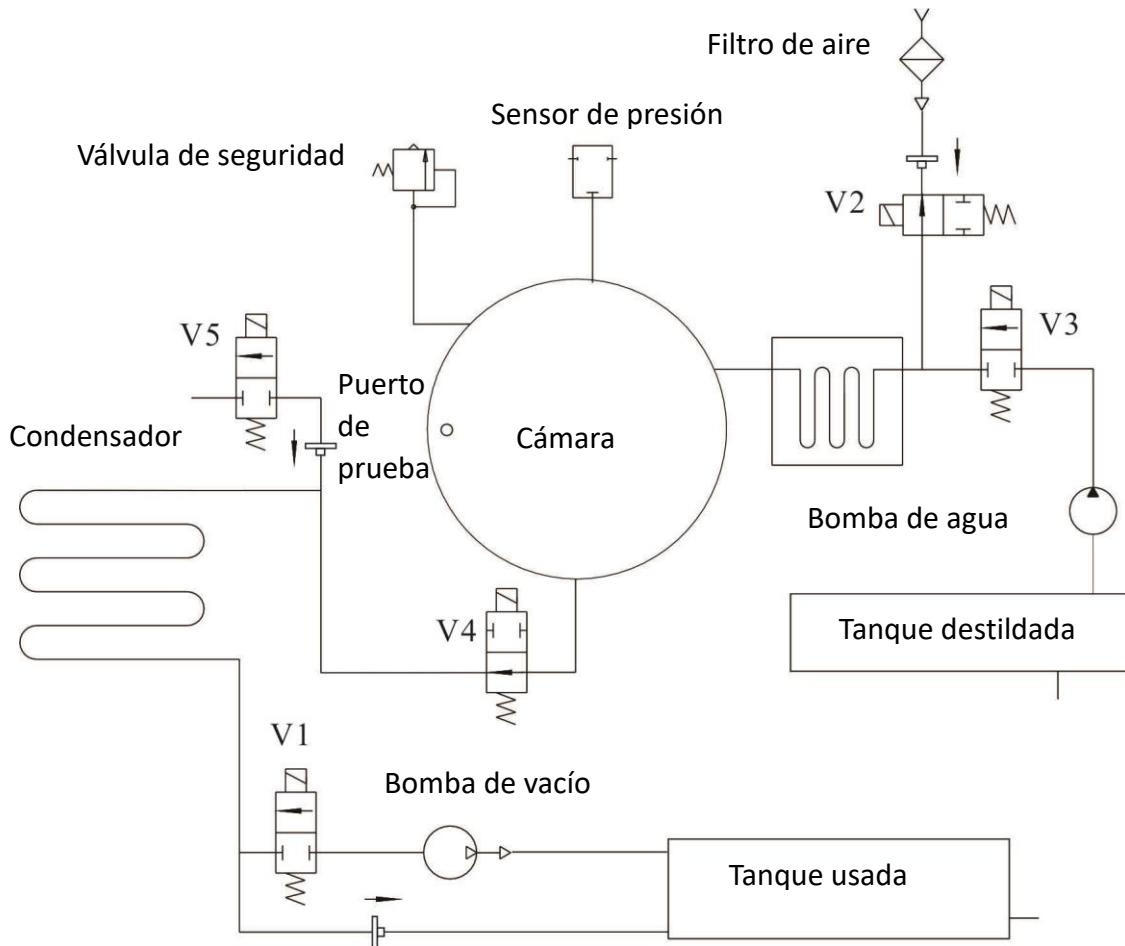 Filtro de aire
Sensor de presión
Válvula de seguridad
V2
V5
V3
Puerto
de
prueba
Condensador
Cámara
Bomba de agua
Tanque destildada
V4
V1
Bomba de vacío
Tanque usada